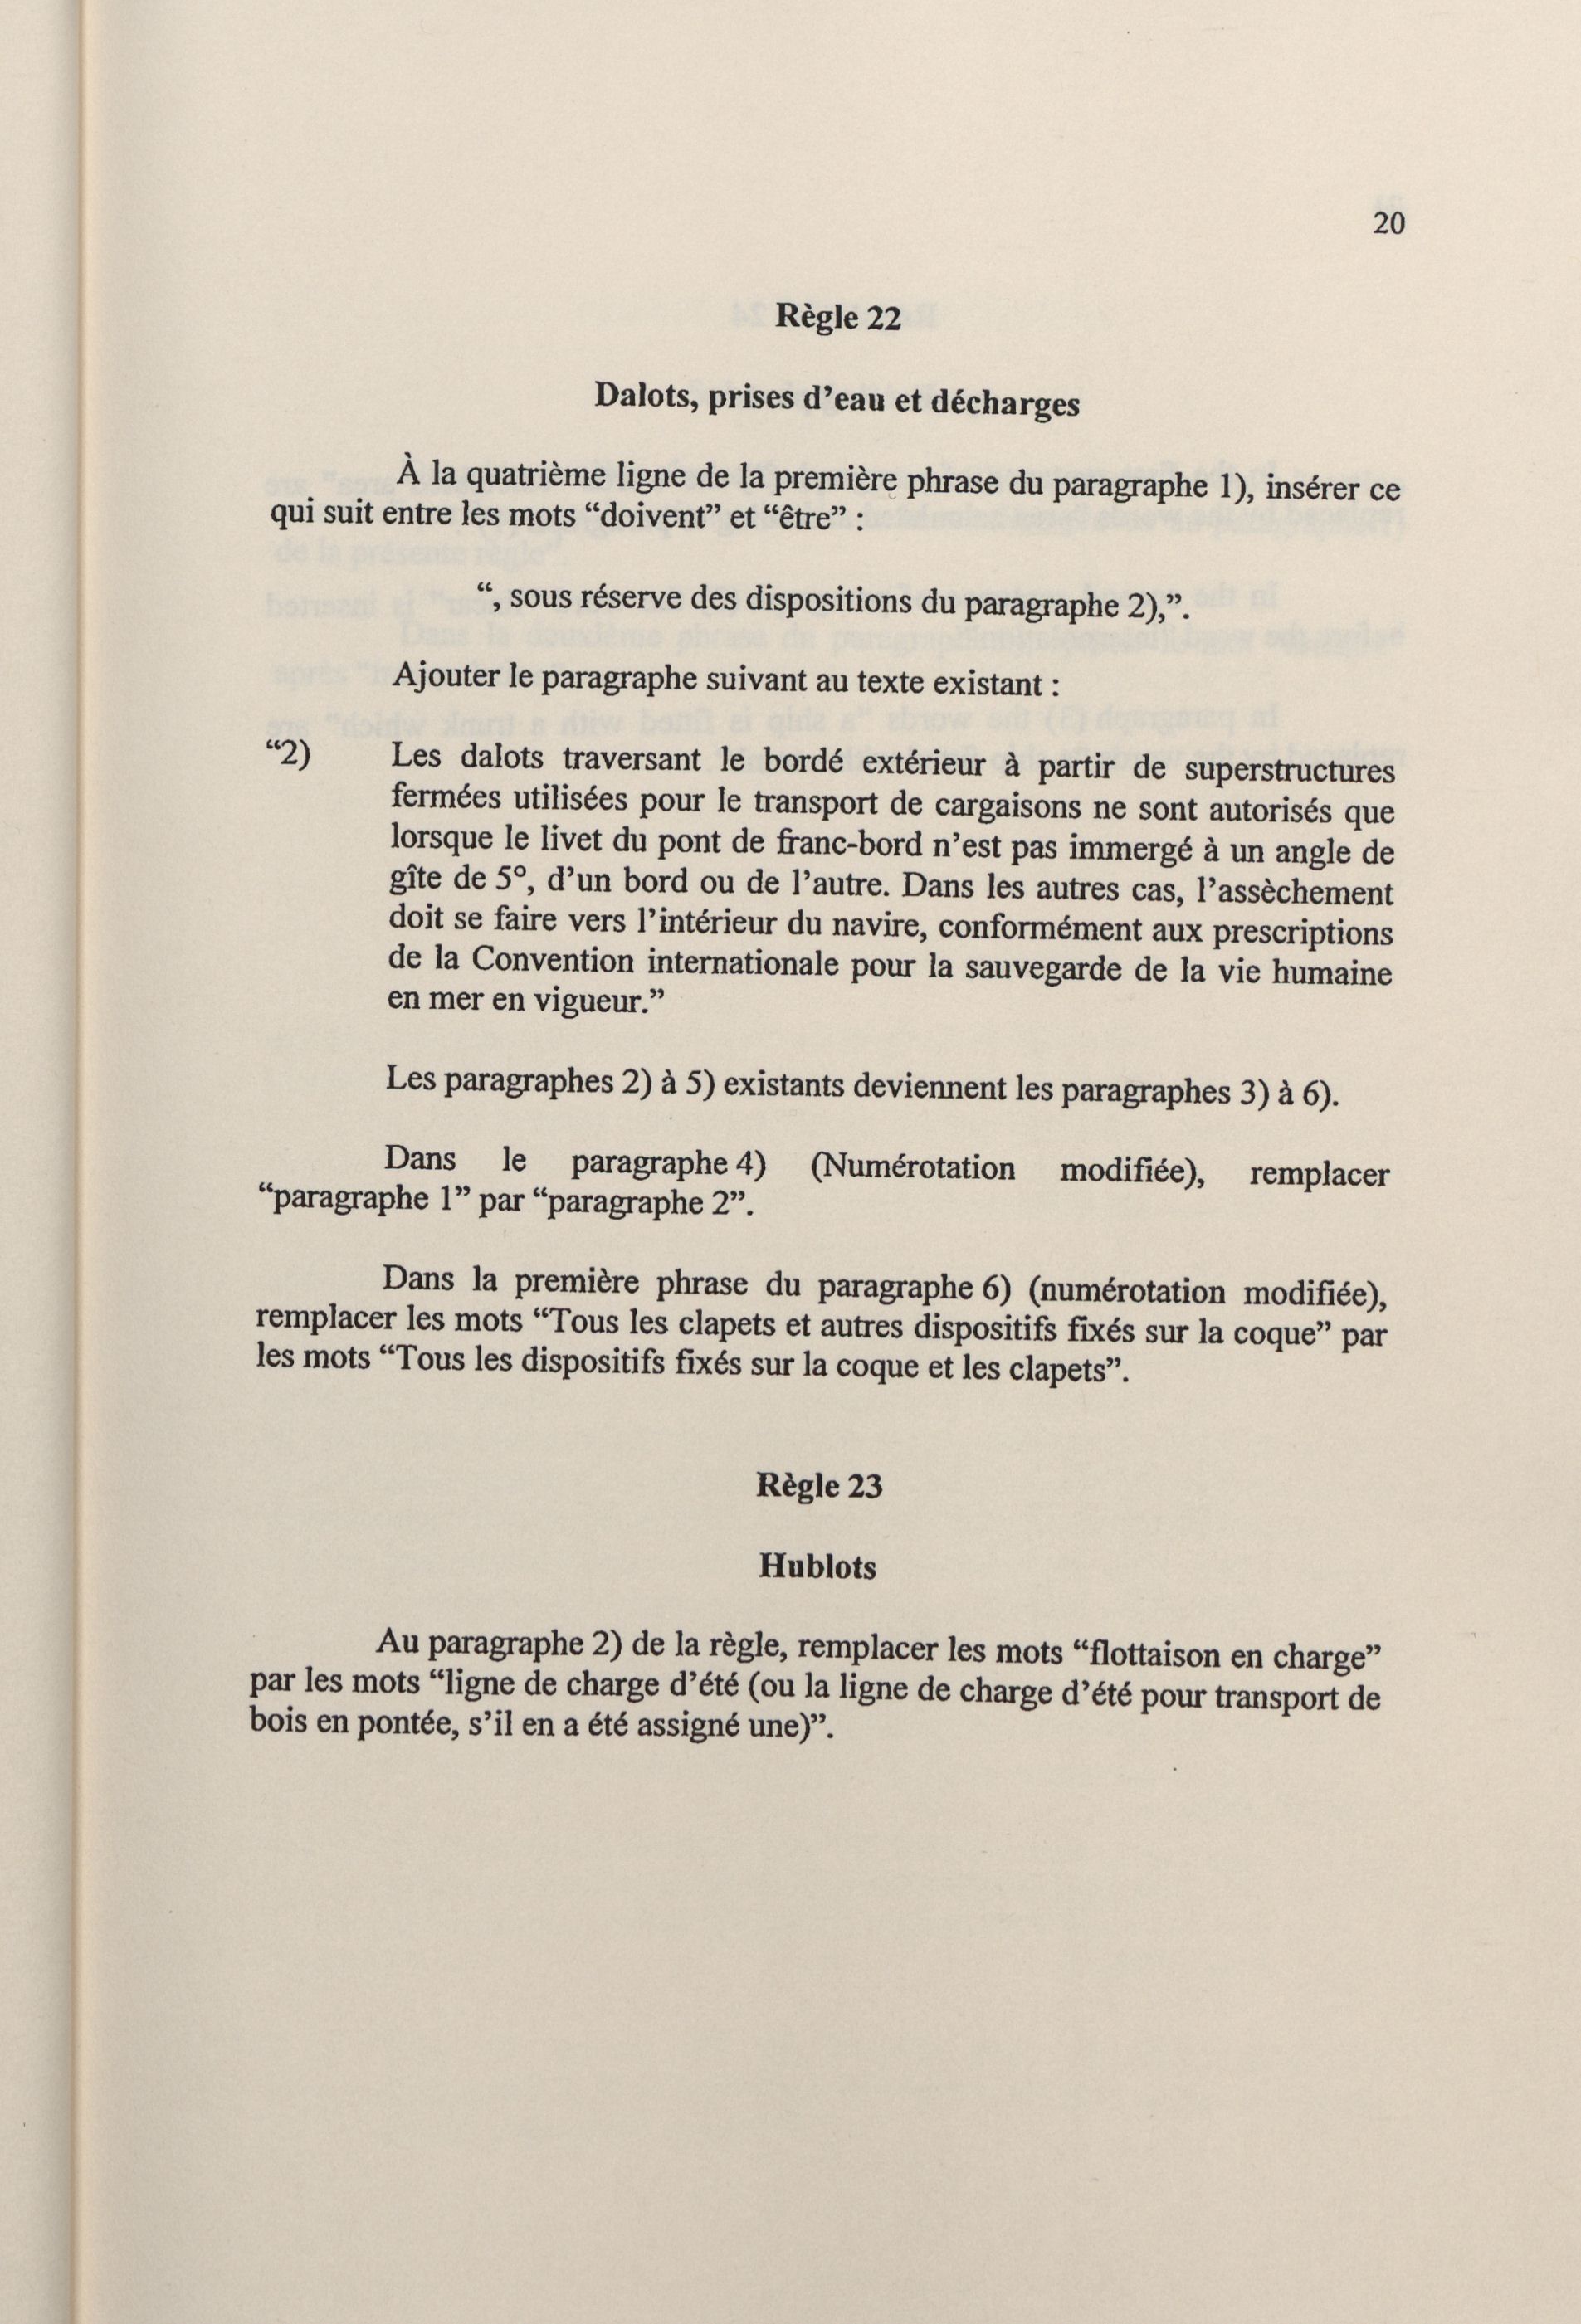 20
Règle 22
Dalots, prises d’eau et décharges
À la quatrième ligne de la première phrase du paragraphe 1), insérer ce
qui suit entre les mots “doivent” et “être” :
“, sous réserve des dispositions du paragraphe 2),”.
Ajouter le paragraphe suivant au texte existant :
“2) Les dalots traversant le bordé extérieur à partir de superstructures
fermées utilisées pour le transport de cargaisons ne sont autorisés que
lorsque le livet du pont de franc-bord n’est pas immergé à un angle de
gîte de 5°, d’un bord ou de l’autre. Dans les autres cas, l’assèchement
doit se faire vers l’intérieur du navire, conformément aux prescriptions
de la Convention internationale pour la sauvegarde de la vie humaine
en mer en vigueur.”
Les paragraphes 2) à 5) existants deviennent les paragraphes 3) à 6).
Dans le paragraphe 4) (Numérotation modifiée), remplacer
“paragraphe 1” par “paragraphe 2”.
Dans la première phrase du paragraphe 6) (numérotation modifiée),
remplacer les mots “Tous les clapets et autres dispositifs fixés sur la coque” par
les mots “Tous les dispositifs fixés sur la coque et les clapets”.
Règle 23
Hublots
Au paragraphe 2) de la règle, remplacer les mots “flottaison en charge”
par les mots “ligne de charge d’été (ou la ligne de charge d’été pour transport de
bois en pontée, s’il en a été assigné une)”.